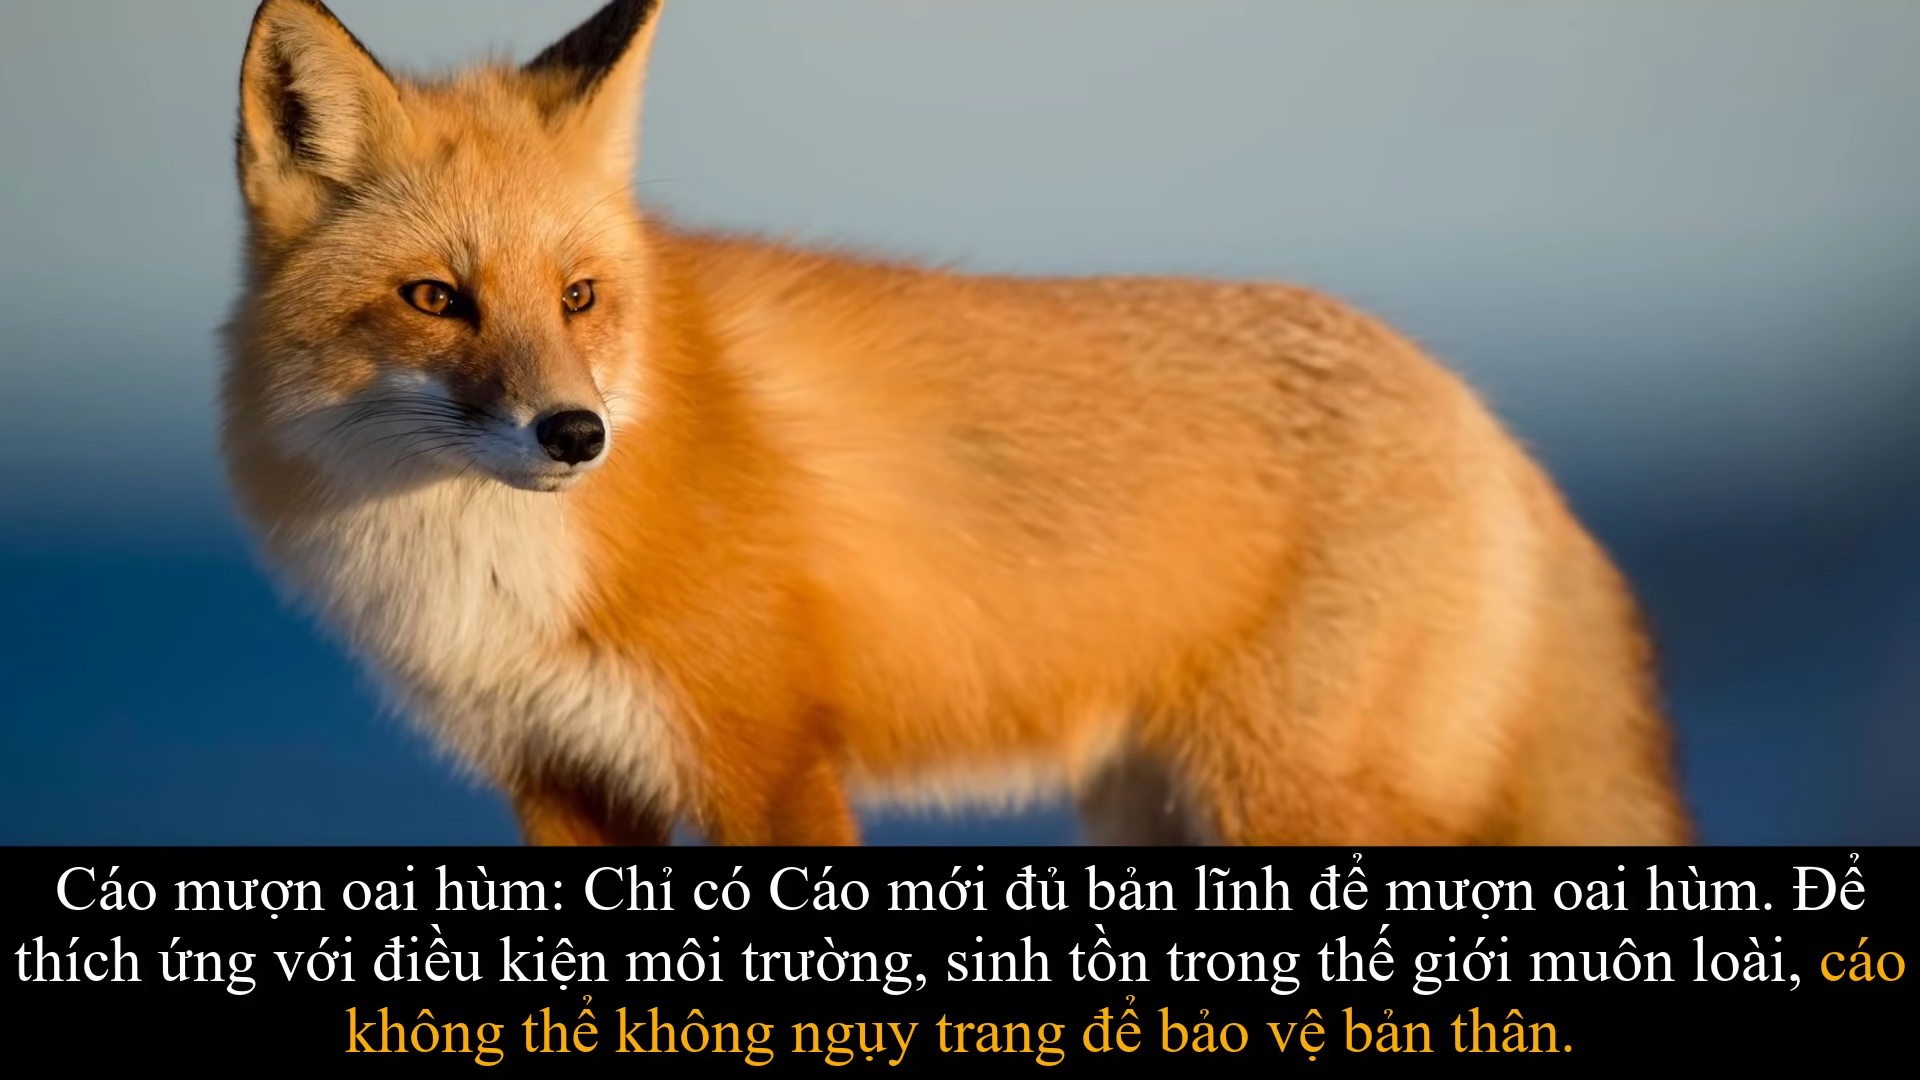 Cáo mượn oai hùm: Chỉ có Cáo mới đủ bản lĩnh để mượn oai hùm. Để
thích ứng với điều kiện môi trường, sinh tồn trong thế giới muôn loài, cáo
không thể không ngụy trang để bảo vệ bản thân.